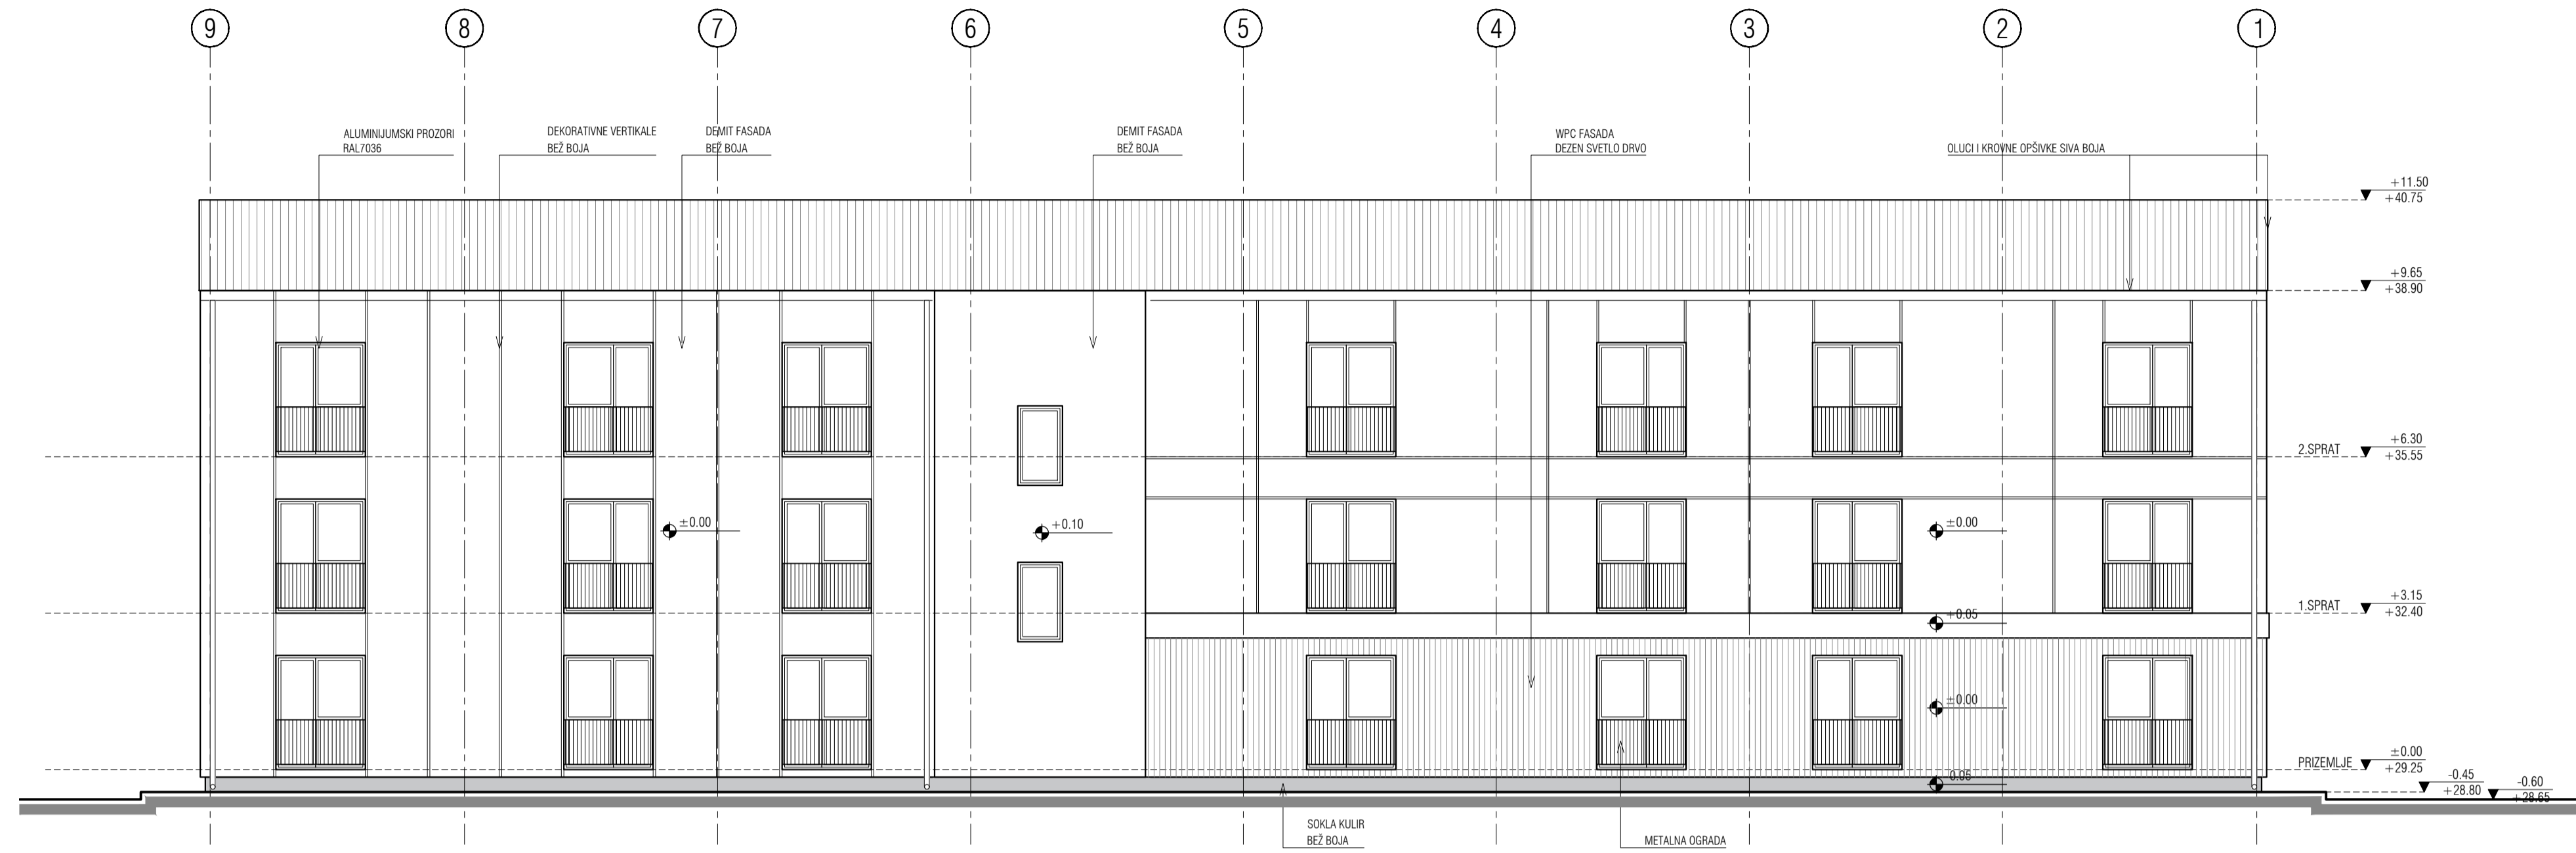 9 8 7 6 5 4 3 2 1
ALUMINIJUMSKI PROZORI
RAL7036
DEKORATIVNE VERTIKALE
BEŽ BOJA
DEMIT FASADA
BEŽ BOJA
DEMIT FASADA
BEŽ BOJA
WPC FASADA
DEZEN SVETLO DRVO
OLUCI I KROVNE OPŠIVKE SIVA BOJA
+11.50
+40.75
+9.65
+38.90
2.SPRAT
+6.30
+35.55
±0.00
+0.10
±0.00
1.SPRAT
+3.15
+32.40
+0.05
±0.00
PRIZEMLJE
±0.00
+29.25
-0.05
-0.45
+28.80
-0.60
+28.65
SOKLA KULIR
BEŽ BOJA
METALNA OGRADA